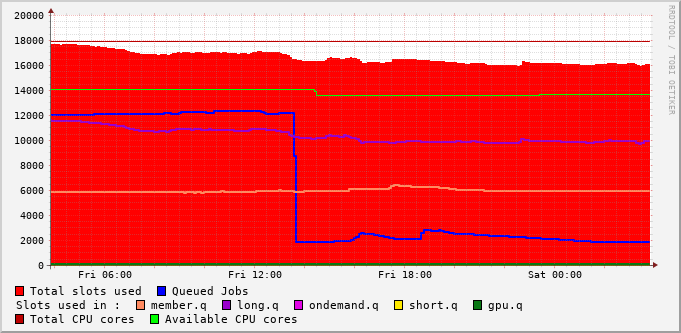 RRDTOOL / TOBI OETIKER
20000
18000
16000
14000
12000
10000
8000
6000
4000
2000
0
Fri 06:00 Fri 12:00 Fri 18:00 Sat 00:00
Total slots used Queued Jobs
Slots used in : member.q long.q ondemand.q short.q gpu.q
Total CPU cores Available CPU cores